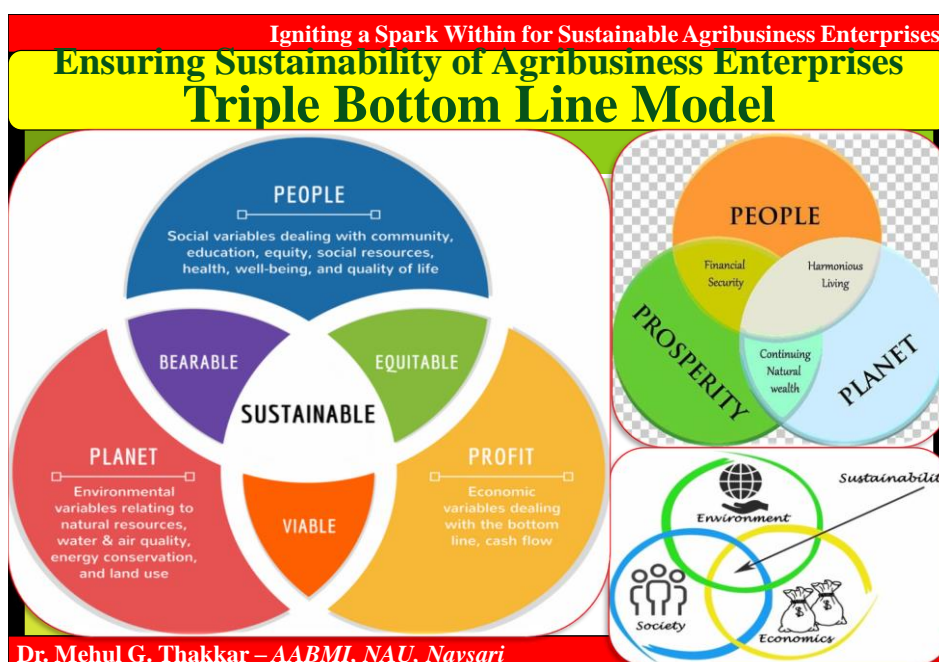 Igniting a Spark Within for Sustainable Agribusiness Enterprises
Ensuring Sustainability of Agribusiness Enterprises
Triple Bottom Line Model
PEOPLE
Social variables dealing with community,
education, equity, social resources,
health, well-being, and quality of life
BEARABLE
EQUITABLE
SUSTAINABLE
PLANET
Environmental
variables relating to
natural resources,
water & air quality,
energy conservation,
and land use
VIABLE
PROFIT
Economic
variables dealing
with the bottom
line, cash flow
PEOPLE
Financial
Security
Harmonious
Living
PROSPERITY
Continuing
Natural
wealth
PLANET
Sustainabilit
Environment
Society
Economics
Dr. Mehul G. Thakkar – AABMI, NAU, Navsari